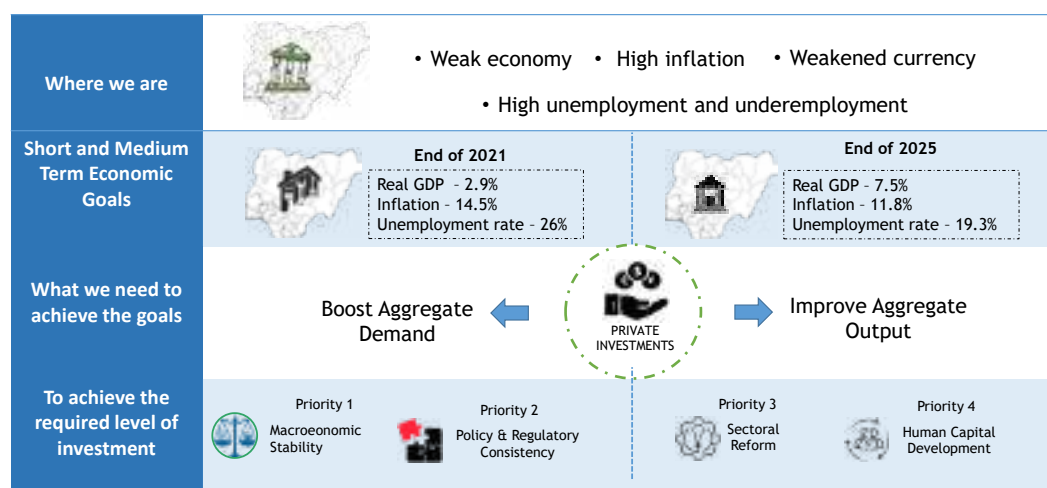 Where we are
• Weak economy • High inflation • Weakened currency
• High unemployment and underemployment
Short and Medium
Term Economic
Goals
End of 2021
Real GDP – 2.9%
Inflation – 14.5%
Unemployment rate – 26%
End of 2025
Real GDP – 7.5%
Inflation – 11.8%
Unemployment rate – 19.3%
What we need to
achieve the goals
Boost Aggregate
Demand
PRIVATE
INVESTMENTS
Improve Aggregate
Output
To achieve the
required level of
investment
Priority 1
Macroeonomic
Stability
Priority 2
Policy & Regulatory
Consistency
Priority 3
Sectoral
Reform
Priority 4
Human Capital
Development